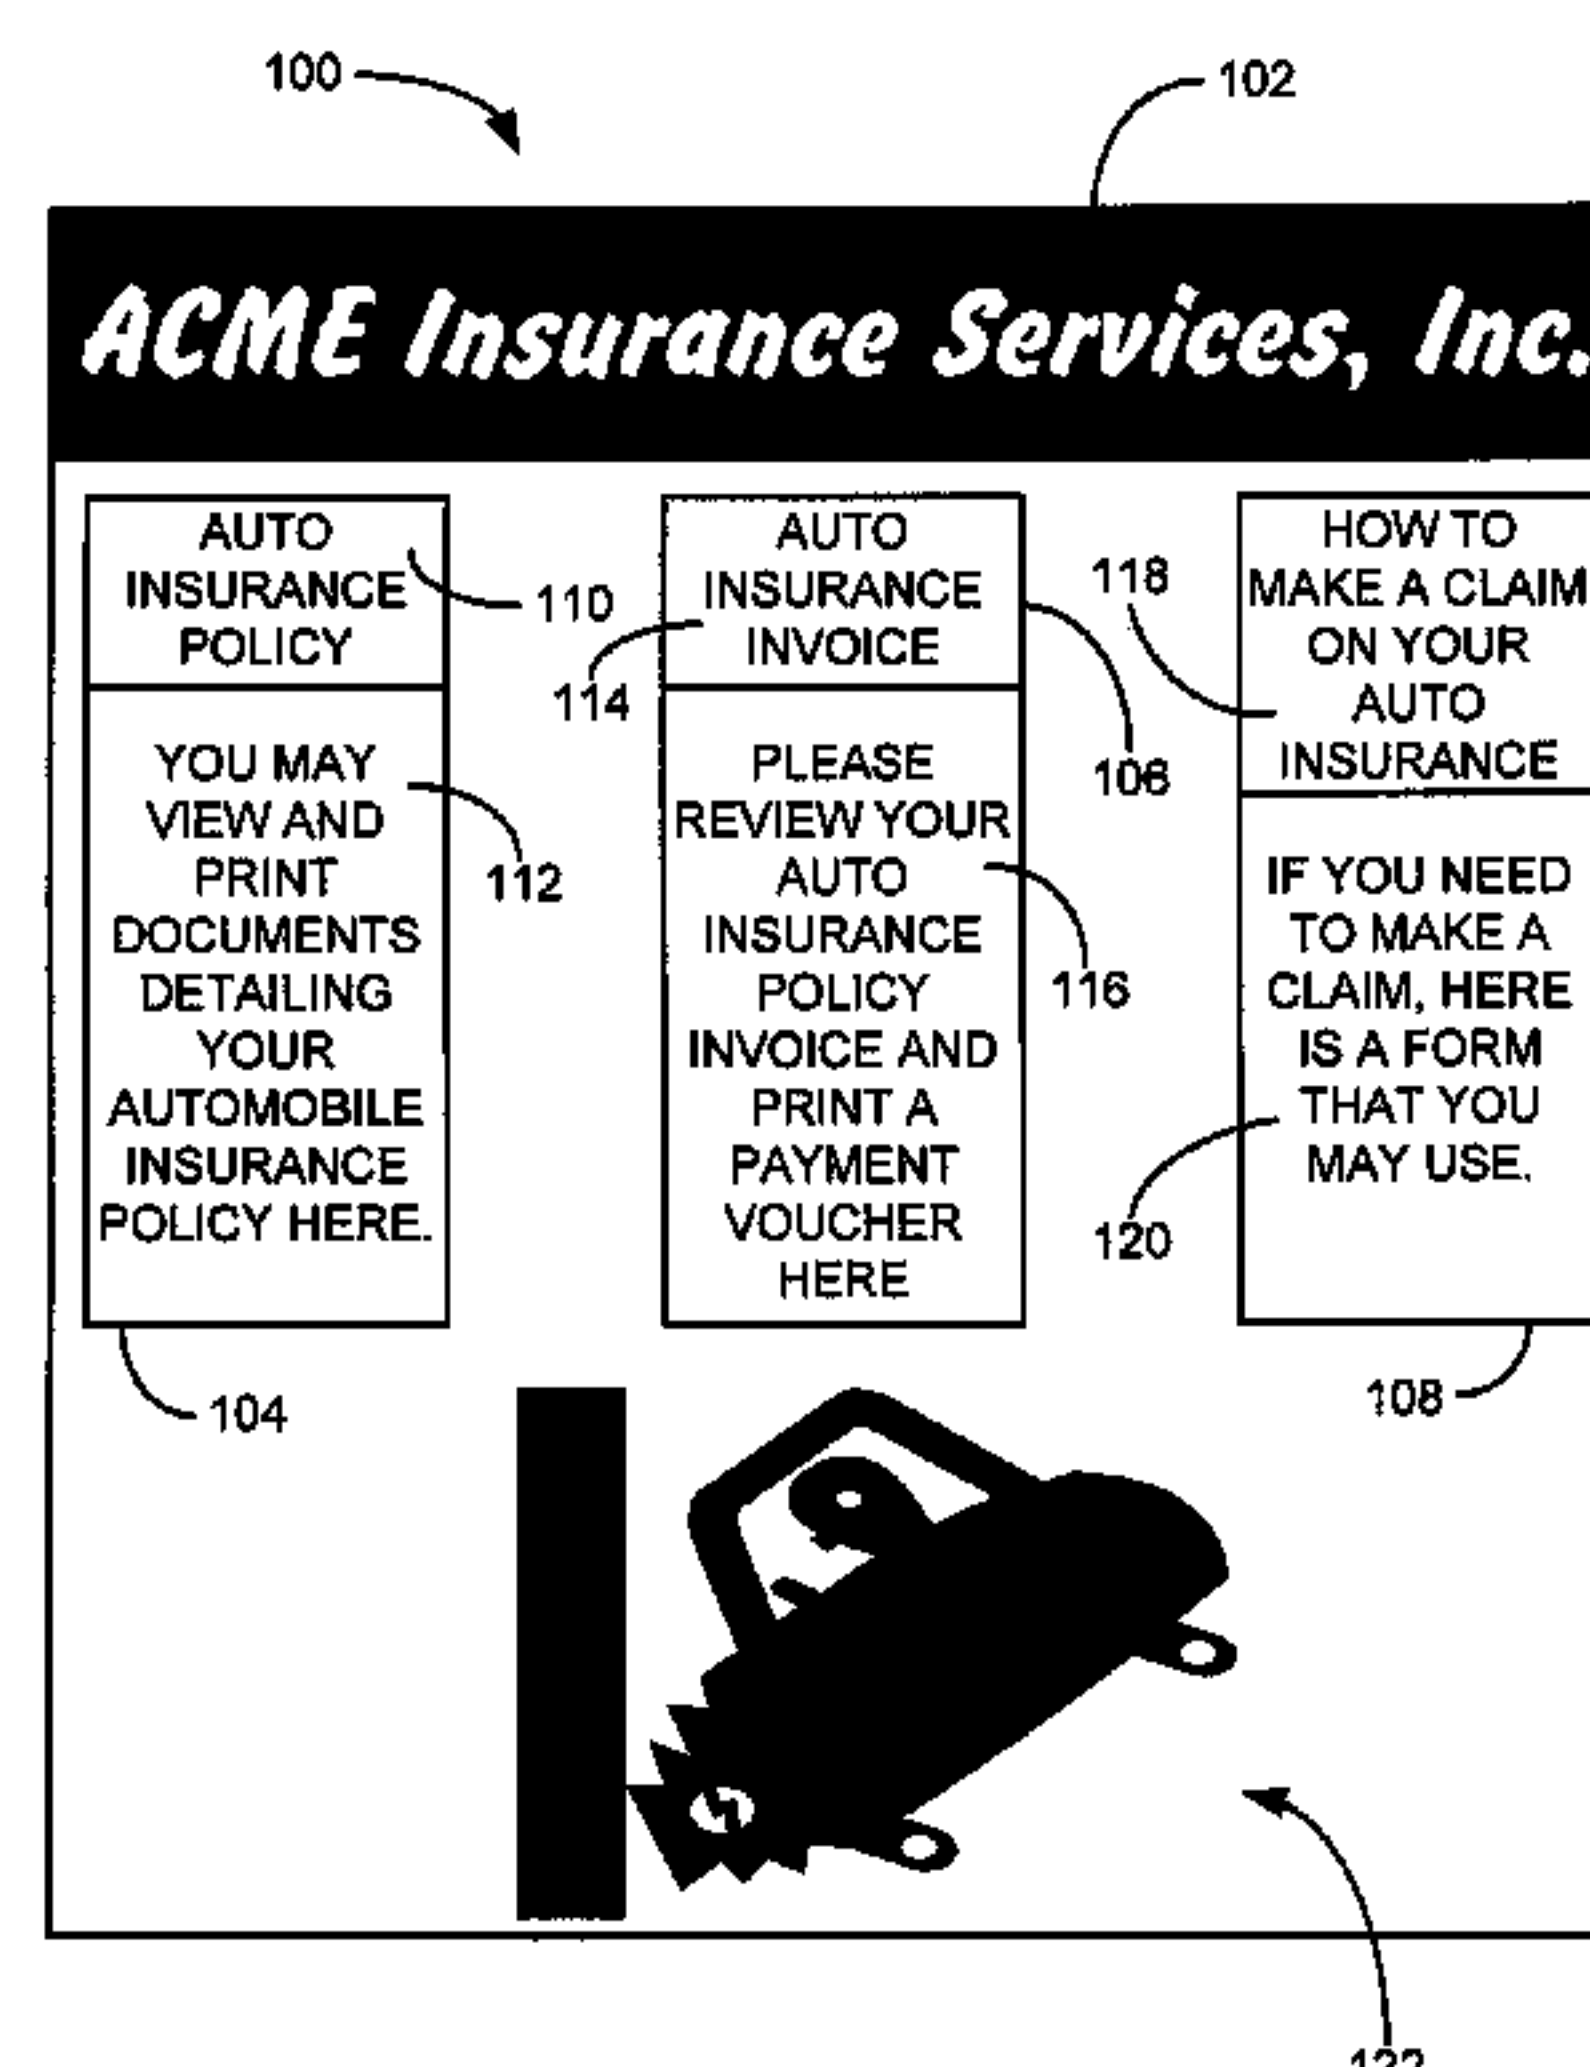 100
102
ACME Insurance Services, Inc.
AUTO
INSURANCE
POLICY
110
YOU MAY
VIEW AND
PRINT
DOCUMENTS
DETAILING
YOUR
AUTOMOBILE
INSURANCE
POLICY HERE.
112
104
AUTO
INSURANCE
INVOICE
114
106
PLEASE
REVIEW YOUR
AUTO
INSURANCE
POLICY
INVOICE AND
PRINT A
PAYMENT
VOUCHER
HERE
116
118
HOW TO
MAKE A CLAIM
ON YOUR
AUTO
INSURANCE
IF YOU NEED
TO MAKE A
CLAIM, HERE
IS A FORM
THAT YOU
MAY USE.
120
108